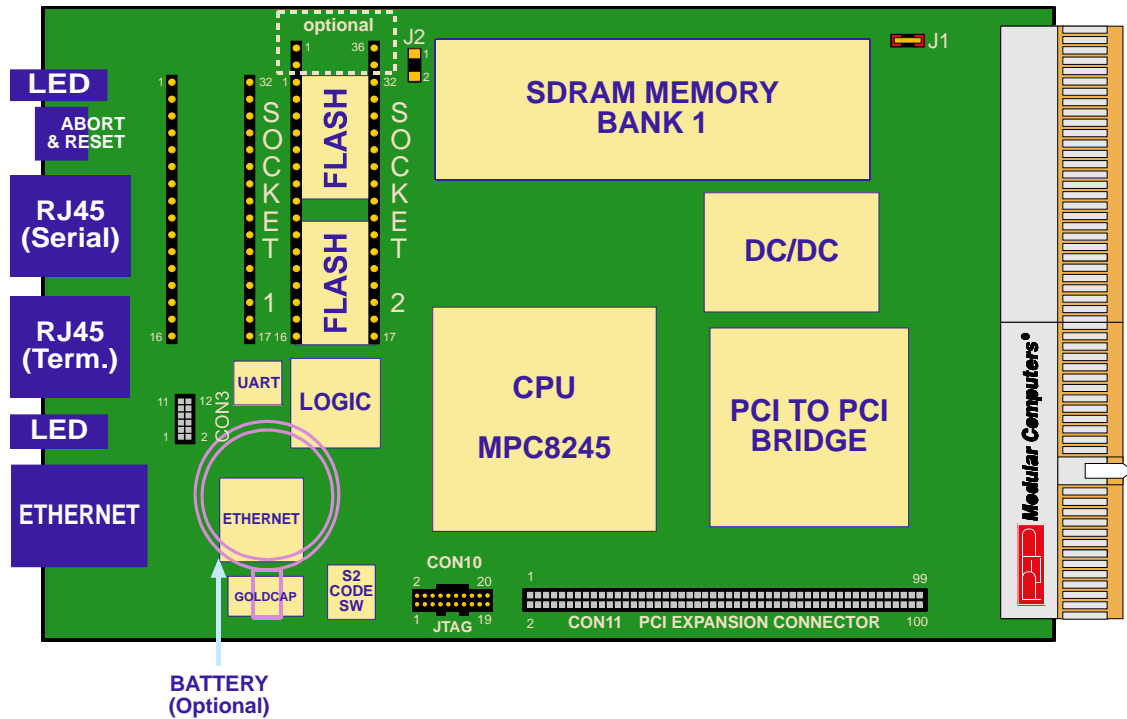 optional
1 36
J2
1
2
J1
LED
1 32
1 32
ABORT
& RESET
SOCKET 1
FLASH
FLASH
SOCKET 2
SDRAM MEMORY
BANK 1
RJ45
(Serial)
DC/DC
RJ45
(Term.)
16 17
16 17
UART
LOGIC
CPU
MPC8245
PCI TO PCI
BRIDGE
11 12
1 2
CON3
LED
ETHERNET
ETHERNET
GOLDCAP
S2
CODE
SW
CON10
2 20
1 19
JTAG
1 99
2 100
CON11 PCI EXPANSION CONNECTOR
Modular Computers®
PEP
BATTERY
(Optional)